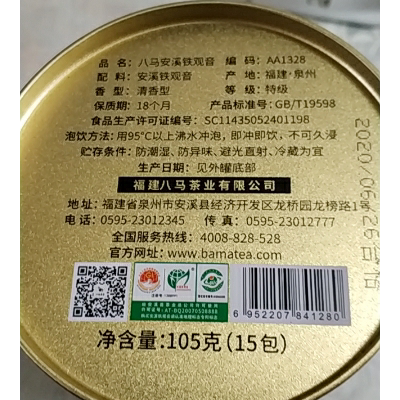 品名：八马安溪铁观音 编码：AA1328
配料：安溪铁观音 产地：福建·泉州
香型：清香型 等级：特级
保质期：18个月 产品标准号：GB/T19598
食品生产许可证编号：SC11435052401198
泡饮方法：用95°C以上沸水冲泡，即冲即饮，不可久浸
贮存条件：防潮湿、防异味、避光直射、冷藏为宜
生产日期：见外罐底部
福建八马茶业有限公司
地址：福建省泉州市安溪县经济开发区龙桥园龙榜路1号
电话：0595-23012345 传真：0595-23012777
全国服务热线：4008-828-528
官方网址：www.bamatea.com
6 952207 841280
净含量：105克（15包）